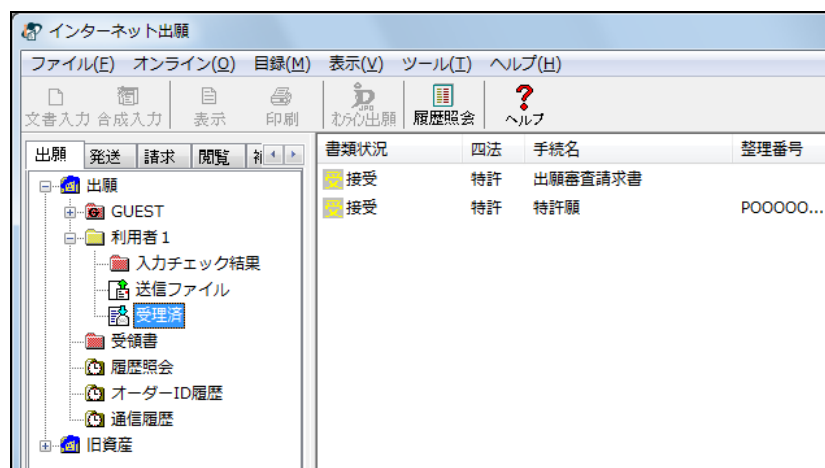 インターネット出願
ファイル(F) オンライン(O) 目録(M) 表示(V) ツール(T) ヘルプ(H)
文書入力 合成入力 表示 印刷 オンライン出願 履歴照会 ヘルプ
出願 発送 請求 閲覧
書類状況 四法 手続名 整理番号
受 接受 特許 出願審査請求書
受 接受 特許 特許願 P00000...
出願
GUEST
利用者1
入力チェック結果
送信ファイル
受理済
受領書
履歴照会
オーダーID履歴
通信履歴
旧資産